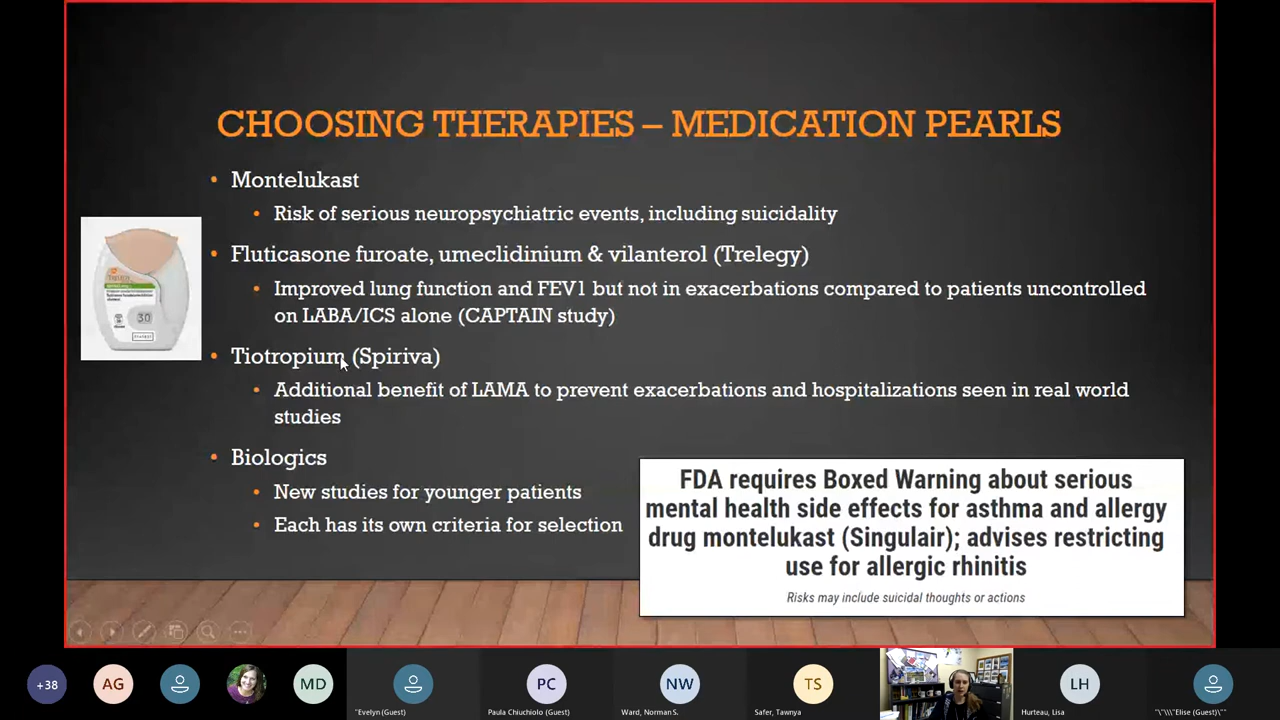 CHOOSING THERAPIES – MEDICATION PEARLS
• Montelukast
• Risk of serious neuropsychiatric events, including suicidality
• Fluticasone furoate, umeclidinium & vilanterol (Trelegy)
• Improved lung function and FEV1 but not in exacerbations compared to patients uncontrolled
on LABA/ICS alone (CAPTAIN study)
30
• Tiotropium (Spiriva)
• Additional benefit of LAMA to prevent exacerbations and hospitalizations seen in real world
studies
• Biologics
• New studies for younger patients
• Each has its own criteria for selection
FDA requires Boxed Warning about serious
mental health side effects for asthma and allergy
drug montelukast (Singulair); advises restricting
use for allergic rhinitis
Risks may include suicidal thoughts or actions
+38
AG
MD
PC
NW
TS
LH
"Evelyn (Guest)
Paula Chiuchiolo (Guest)
Ward, Norman S.
Safer, Tawnya
Hurteau, Lisa
"\"\\\"Elise (Guest)\""